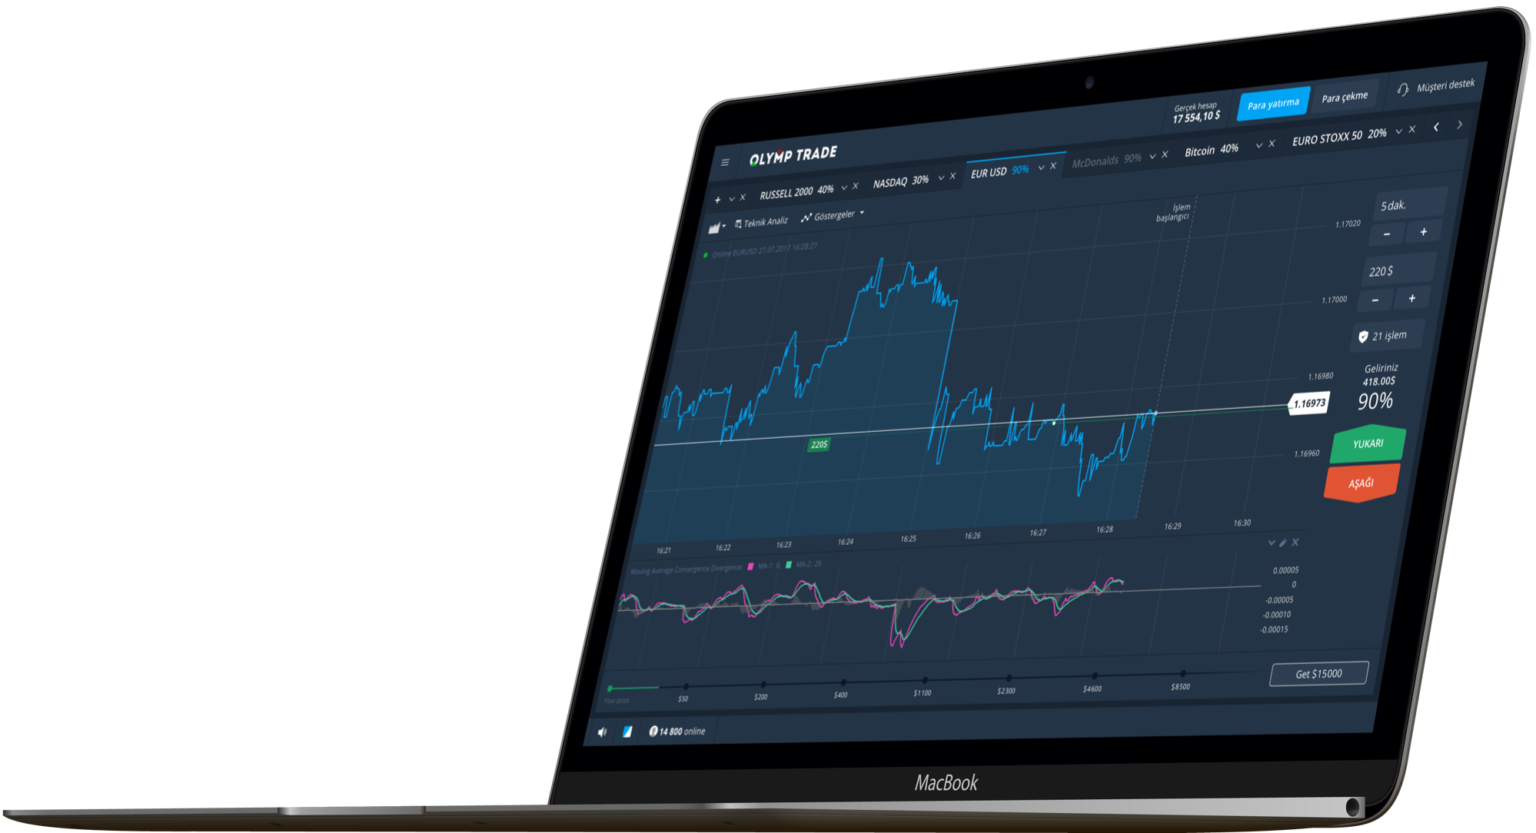 OLYMP TRADE
Gerçek hesap
17 554,10 $
Para yatırma
Para çekme
Müşteri destek
RUSSELL 2000 40%
NASDAQ 30%
EUR USD 90%
McDonalds 90%
Bitcoin 40%
EURO STOXX 50 20%
Teknik Analiz
Göstergeler
Online EURUSD 27.07.2017 16:28:27
İşlem
başlangıcı
1.17020
1.17000
1.16980
1.16973
1.16960
5 dak.
- +
220 $
- +
21 işlem
Geliriniz
418.00$
90%
YUKARI
AŞAĞI
220$
16:21
16:22
16:23
16:24
16:25
16:26
16:27
16:28
16:29
16:30
Moving Average Convergence Divergence
MA-1: 6
MA-2: 26
0.00005
0
-0.00005
-0.00010
-0.00015
Your prize
$50
$200
$400
$1100
$2300
$4600
$8500
Get $15000
14 800 online
MacBook